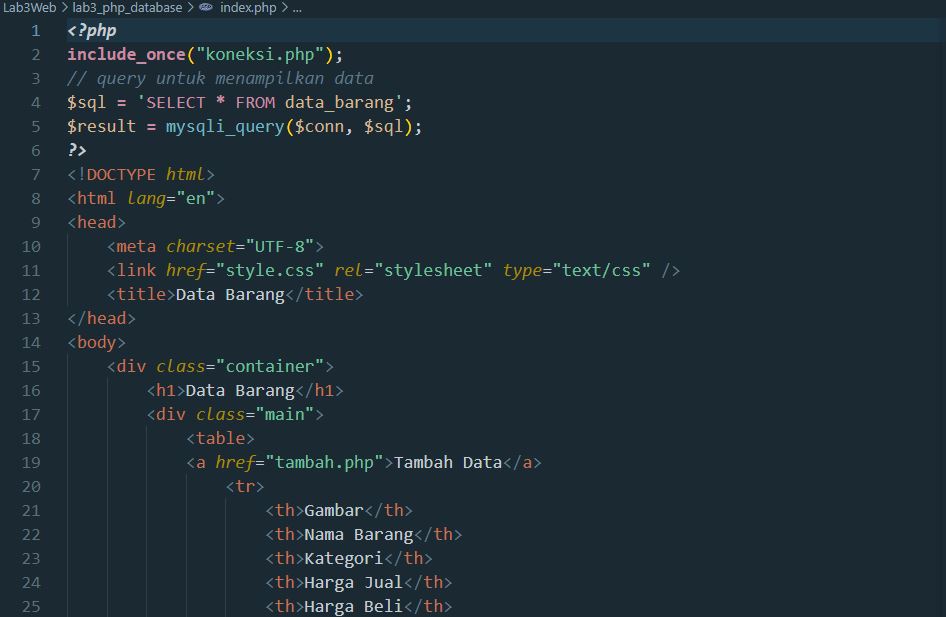 Lab3Web > lab3_php_database > index.php > ...
1 <?php
2 include_once("koneksi.php");
3 // query untuk menampilkan data
4 $sql = 'SELECT * FROM data_barang';
5 $result = mysqli_query($conn, $sql);
6 ?>
7 <!DOCTYPE html>
8 <html lang="en">
9 <head>
10     <meta charset="UTF-8">
11     <link href="style.css" rel="stylesheet" type="text/css" />
12     <title>Data Barang</title>
13 </head>
14 <body>
15     <div class="container">
16         <h1>Data Barang</h1>
17         <div class="main">
18             <table>
19             <a href="tambah.php">Tambah Data</a>
20                 <tr>
21                     <th>Gambar</th>
22                     <th>Nama Barang</th>
23                     <th>Kategori</th>
24                     <th>Harga Jual</th>
25                     <th>Harga Beli</th>